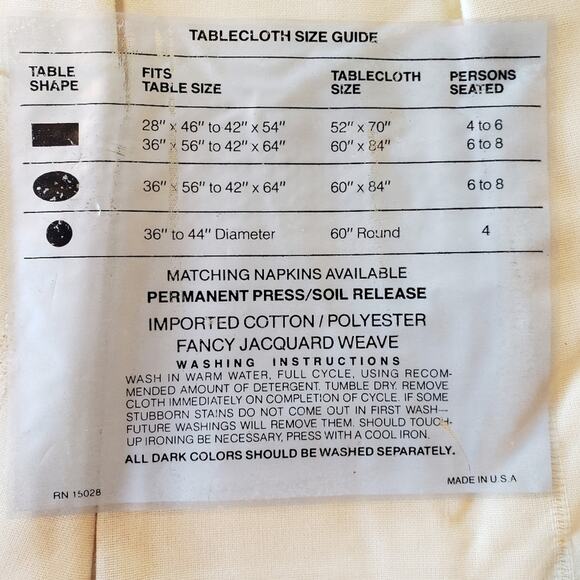 TABLECLOTH SIZE GUIDE
TABLE SHAPE FITS TABLE SIZE TABLECLOTH SIZE PERSONS SEATED
28" x 46" to 42" x 54" 52" x 70" 4 to 6
36" x 56" to 42" x 64" 60" x 84" 6 to 8
36" x 56" to 42" x 64" 60" x 84" 6 to 8
36" to 44" Diameter 60" Round 4
MATCHING NAPKINS AVAILABLE
PERMANENT PRESS/SOIL RELEASE
IMPORTED COTTON / POLYESTER
FANCY JACQUARD WEAVE
WASHING INSTRUCTIONS
WASH IN WARM WATER, FULL CYCLE, USING RECOM-
MENDED AMOUNT OF DETERGENT. TUMBLE DRY. REMOVE
CLOTH IMMEDIATELY ON COMPLETION OF CYCLE. IF SOME
STUBBORN STAINS DO NOT COME OUT IN FIRST WASH—
FUTURE WASHINGS WILL REMOVE THEM. SHOULD TOUCH-
UP IRONING BE NECESSARY, PRESS WITH A COOL IRON.
ALL DARK COLORS SHOULD BE WASHED SEPARATELY.
RN 15028 MADE IN U.S.A